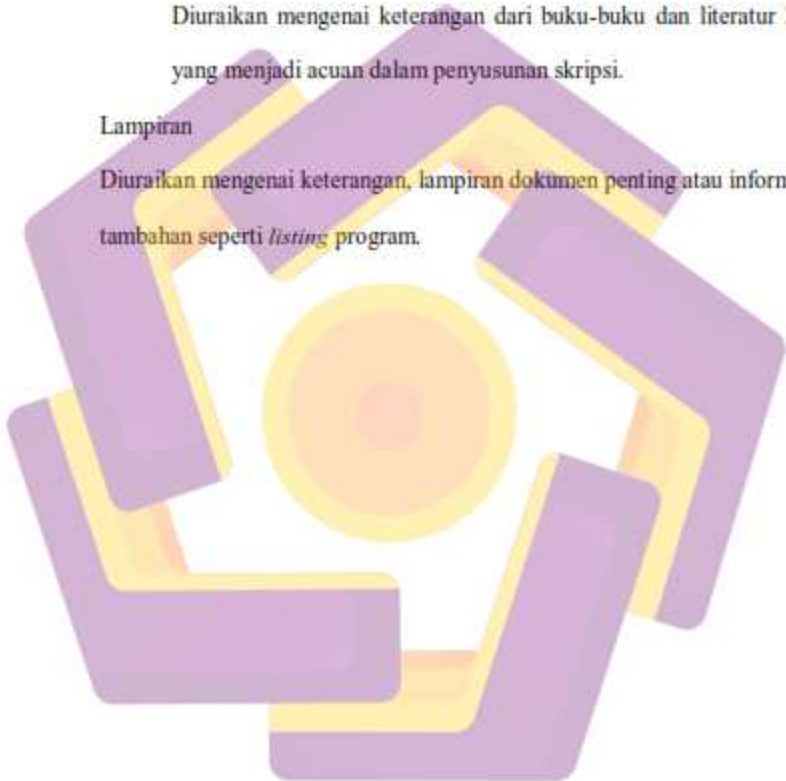 Diuraikan mengenai keterangan dari buku-buku dan literatur
yang menjadi acuan dalam penyusunan skripsi.
Lampiran
Diuraikan mengenai keterangan, lampiran dokumen penting atau
tambahan seperti listing program.